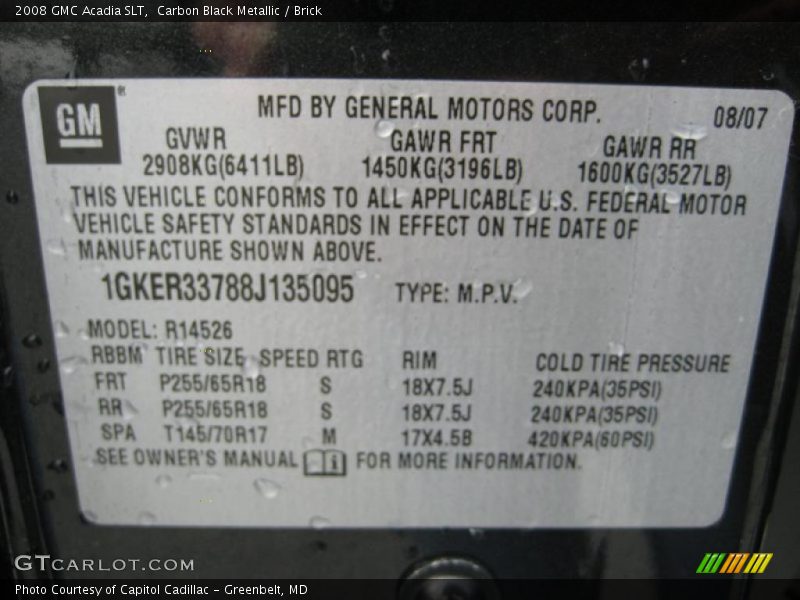 2008 GMC Acadia SLT, Carbon Black Metallic / Brick
GM
MFD BY GENERAL MOTORS CORP. 08/07
GVWR GAWR FRT GAWR RR
2908KG(6411LB) 1450KG(3196LB) 1600KG(3527LB)
THIS VEHICLE CONFORMS TO ALL APPLICABLE U.S. FEDERAL MOTOR
VEHICLE SAFETY STANDARDS IN EFFECT ON THE DATE OF
MANUFACTURE SHOWN ABOVE.
1GKER33788J135095 TYPE: M.P.V.
MODEL: R14526
RBBM TIRE SIZE SPEED RTG RIM COLD TIRE PRESSURE
FRT P255/65R18 S 18X7.5J 240KPA(35PSI)
RR P255/65R18 S 18X7.5J 240KPA(35PSI)
SPA T145/70R17 M 17X4.5B 420KPA(60PSI)
SEE OWNER'S MANUAL FOR MORE INFORMATION.
GTCARLOT.COM
Photo Courtesy of Capitol Cadillac - Greenbelt, MD